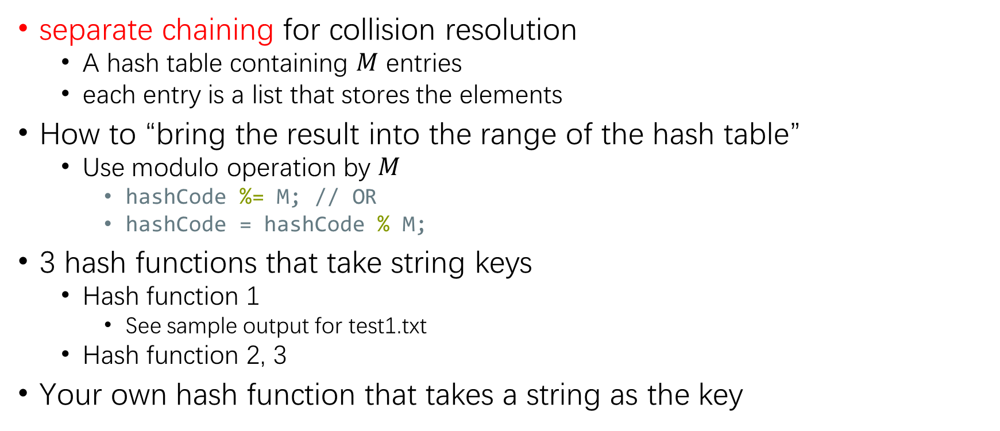 • separate chaining for collision resolution
• A hash table containing M entries
• each entry is a list that stores the elements
• How to “bring the result into the range of the hash table”
• Use modulo operation by M
• hashCode %= M; // OR
• hashCode = hashCode % M;
• 3 hash functions that take string keys
• Hash function 1
• See sample output for test1.txt
• Hash function 2, 3
• Your own hash function that takes a string as the key